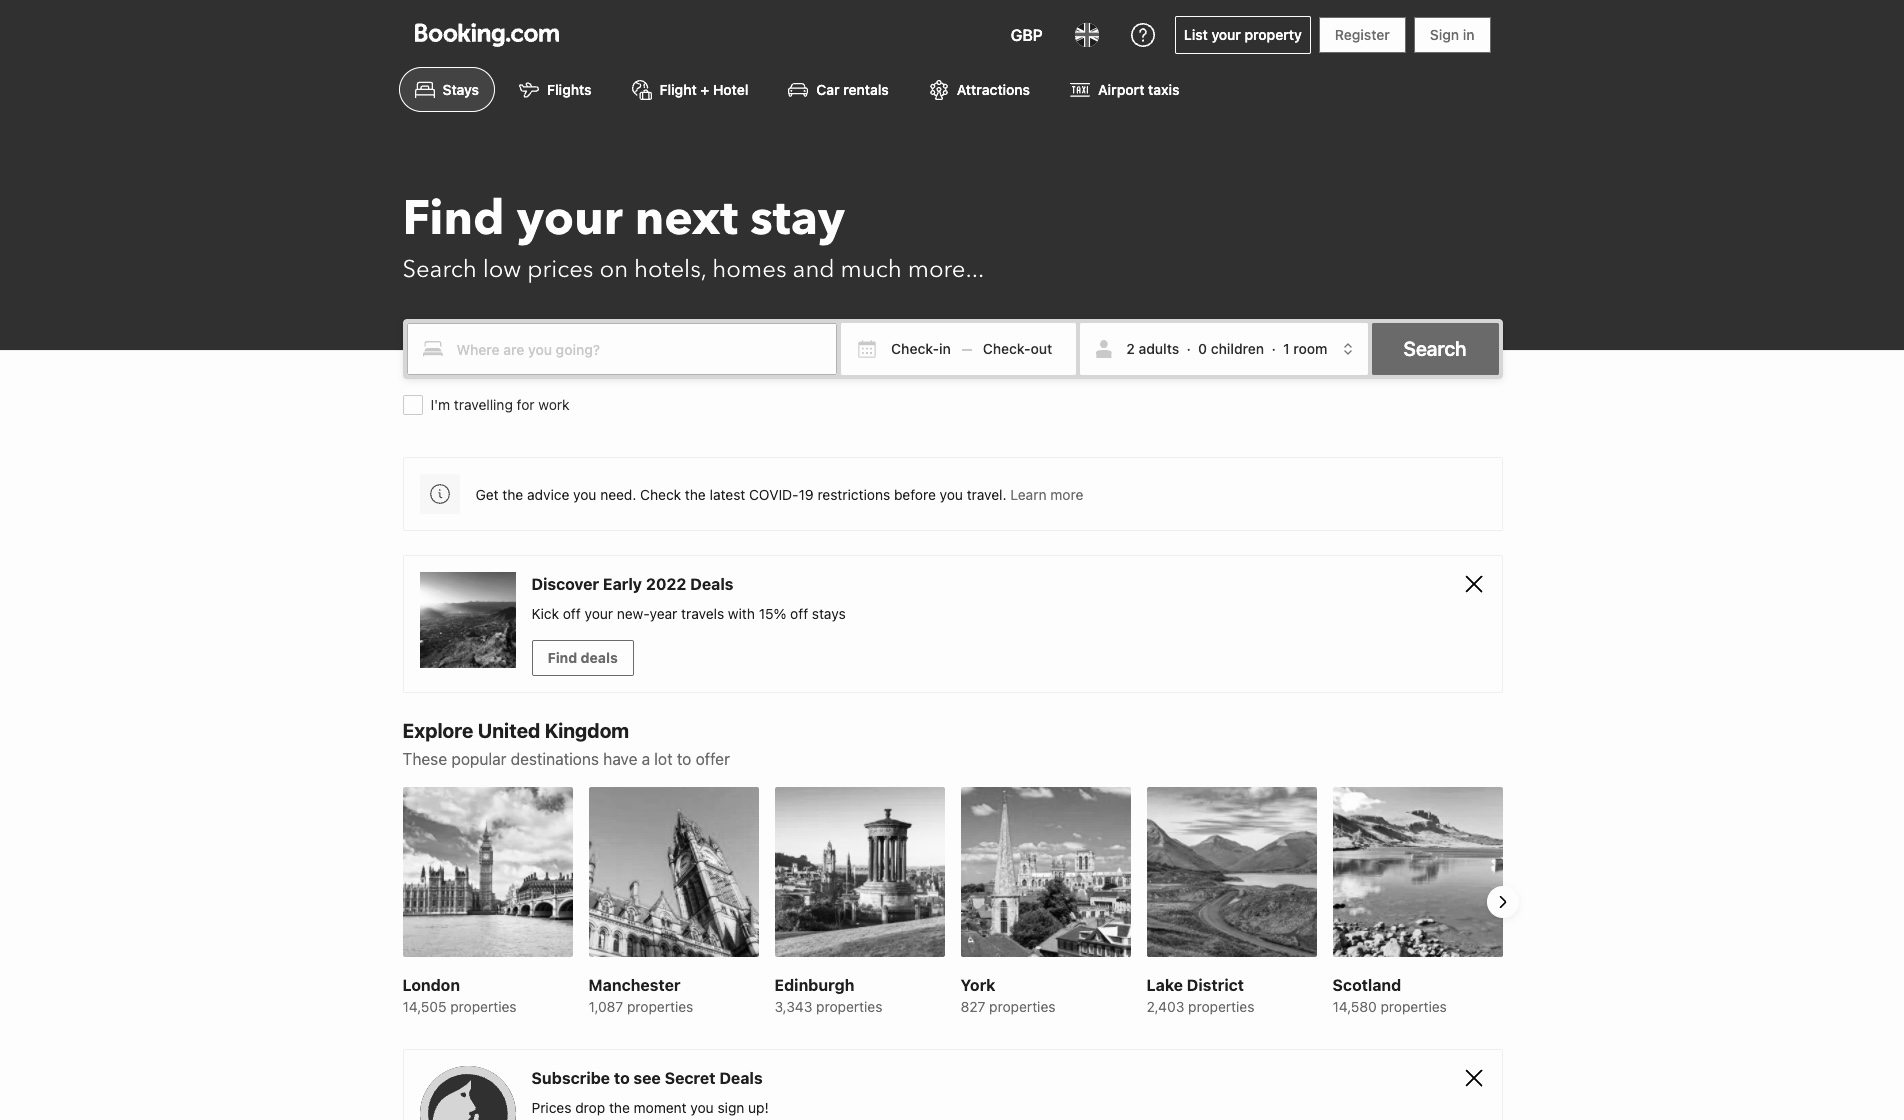 Booking.com
GBP
List your property
Register
Sign in
Stays
Flights
Flight + Hotel
Car rentals
Attractions
TAXI
Airport taxis
Find your next stay
Search low prices on hotels, homes and much more...
Where are you going?
Check-in — Check-out
2 adults · 0 children · 1 room
Search
I'm travelling for work
Get the advice you need. Check the latest COVID-19 restrictions before you travel. Learn more
Discover Early 2022 Deals
Kick off your new-year travels with 15% off stays
Find deals
Explore United Kingdom
These popular destinations have a lot to offer
London
14,505 properties
Manchester
1,087 properties
Edinburgh
3,343 properties
York
827 properties
Lake District
2,403 properties
Scotland
14,580 properties
Subscribe to see Secret Deals
Prices drop the moment you sign up!